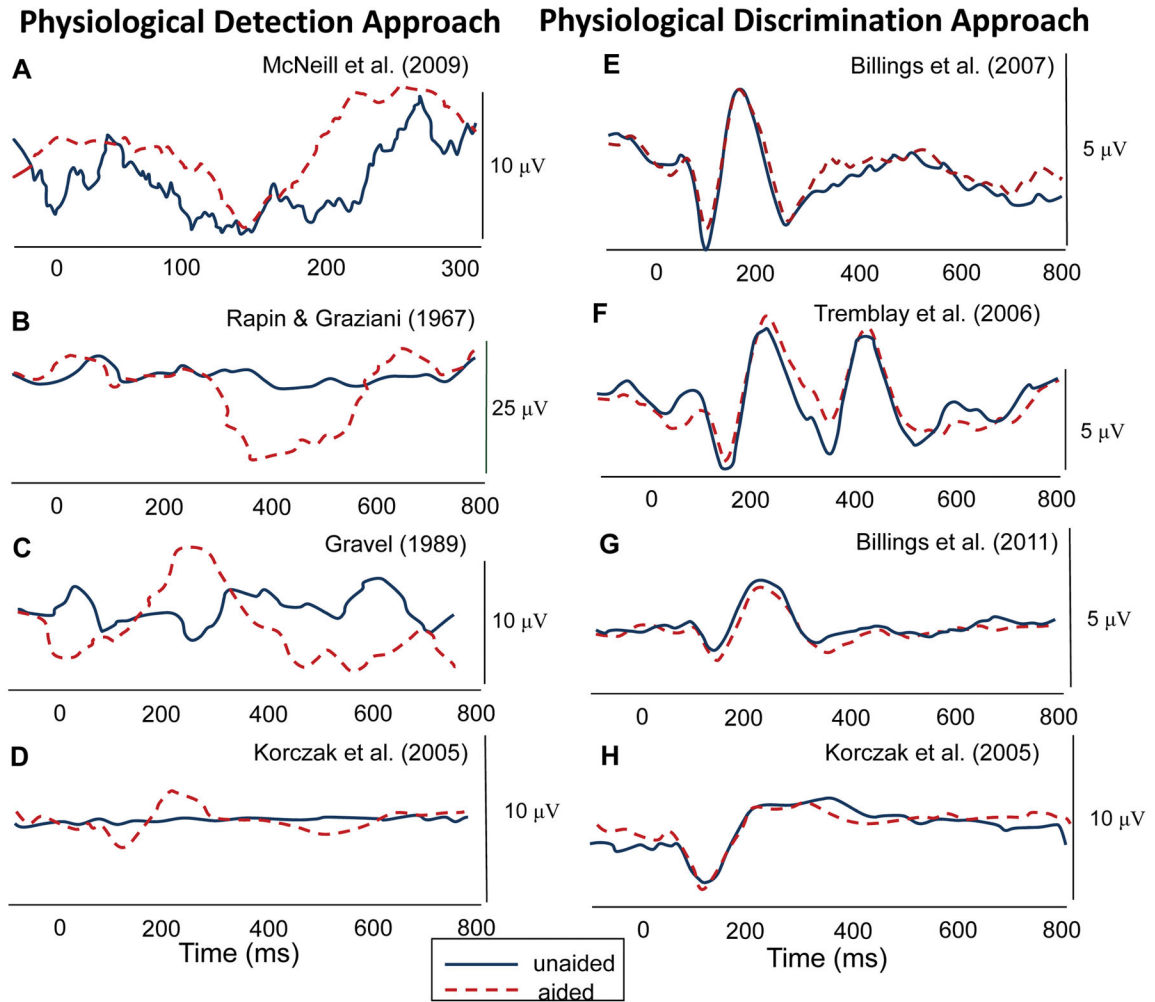 Physiological Detection Approach
Physiological Discrimination Approach
A
McNeill et al. (2009)
10 μV
0 100 200 300
B
Rapin & Graziani (1967)
25 μV
0 200 400 600 800
C
Gravel (1989)
10 μV
0 200 400 600 800
D
Korczak et al. (2005)
10 μV
0 200 400 600 800
Time (ms)
E
Billings et al. (2007)
5 μV
0 200 400 600 800
F
Tremblay et al. (2006)
5 μV
0 200 400 600 800
G
Billings et al. (2011)
5 μV
0 200 400 600 800
H
Korczak et al. (2005)
10 μV
0 200 400 600 800
Time (ms)
unaided
aided